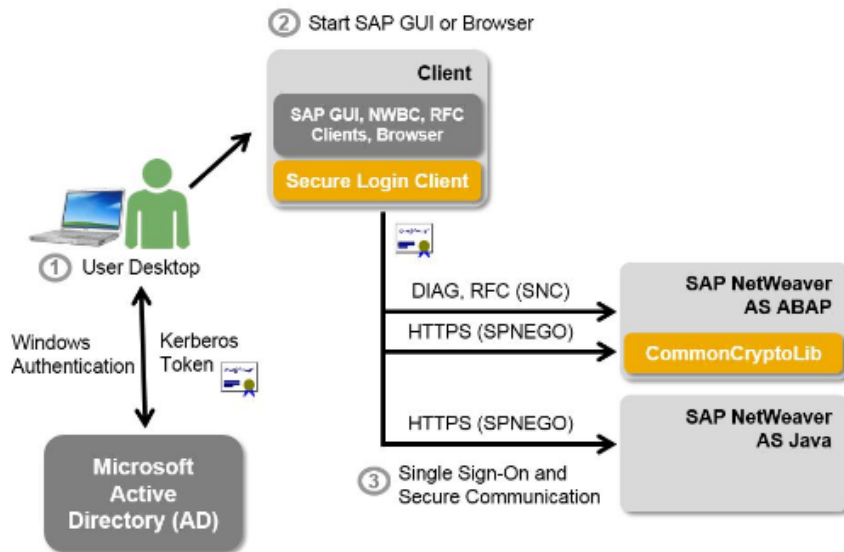 2 Start SAP GUI or Browser
Client
SAP GUI, NWBC, RFC
Clients, Browser
Secure Login Client
1 User Desktop
Windows
Authentication
Kerberos
Token
Microsoft
Active
Directory (AD)
DIAG, RFC (SNC)
HTTPS (SPNEGO)
SAP NetWeaver
AS ABAP
CommonCryptoLib
HTTPS (SPNEGO)
SAP NetWeaver
AS Java
3 Single Sign-On and
Secure Communication